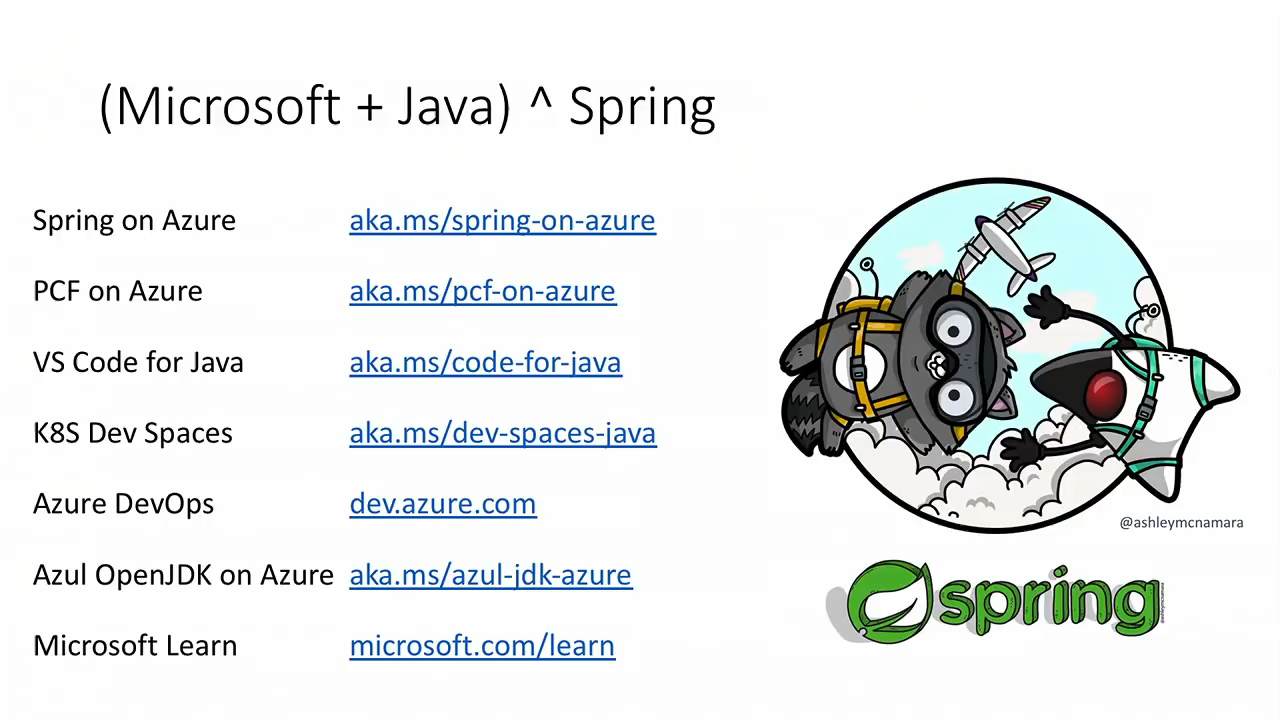 (Microsoft + Java) ^ Spring
Spring on Azure aka.ms/spring-on-azure
PCF on Azure aka.ms/pcf-on-azure
VS Code for Java aka.ms/code-for-java
K8S Dev Spaces aka.ms/dev-spaces-java
Azure DevOps dev.azure.com
Azul OpenJDK on Azure aka.ms/azul-jdk-azure
Microsoft Learn microsoft.com/learn
@ashleymcnamara
spring